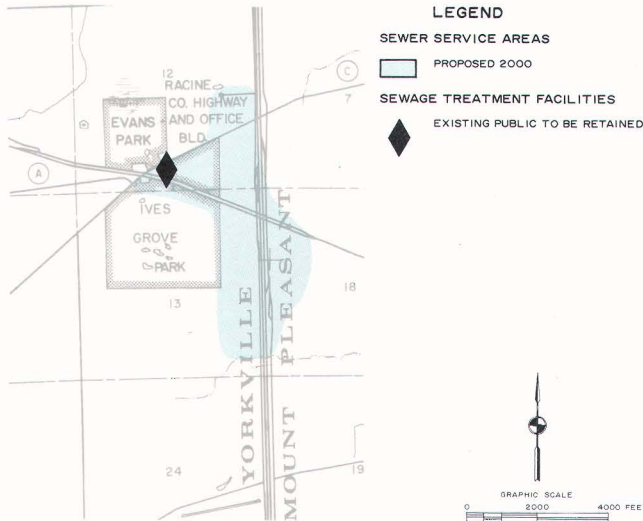 LEGEND
SEWER SERVICE AREAS
PROPOSED 2000
SEWAGE TREATMENT FACILITIES
EXISTING PUBLIC TO BE RETAINED
12
RACINE
CO. HIGHWAY
AND OFFICE
BLD.
C
7
EVANS
PARK
A
IVES
GROVE
PARK
13
18
YORKVILLE
MOUNT PLEASANT
24
19
GRAPHIC SCALE
0 2000 4000 FEE